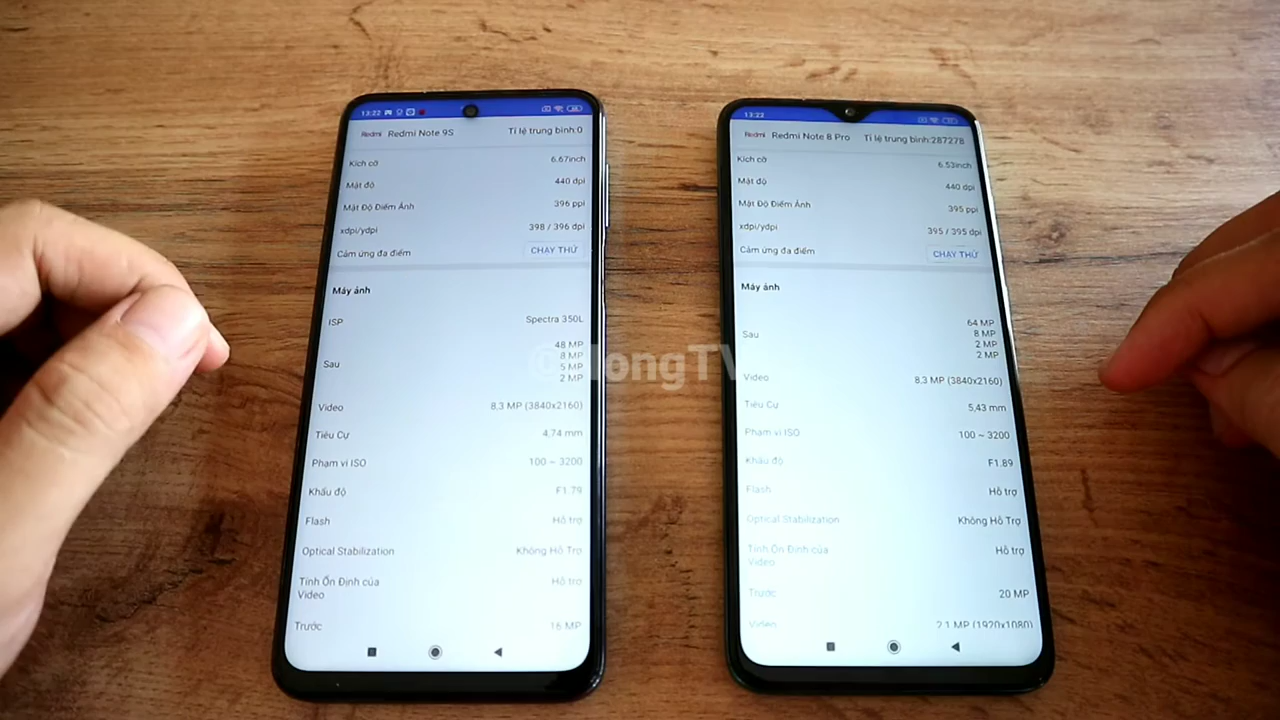 13:22
Redmi Redmi Note 9S Tỉ lệ trung bình:0
Kích cỡ 6.67inch
Mật độ 440 dpi
Mật Độ Điểm Ảnh 396 ppi
xdpi/ydpi 398 / 396 dpi
Cảm ứng đa điểm CHẠY THỬ
Máy ảnh
ISP Spectra 350L
Sau 48 MP
8 MP
5 MP
2 MP
Video 8,3 MP (3840x2160)
Tiêu Cự 4,74 mm
Phạm vi ISO 100 ~ 3200
Khẩu độ F1.79
Flash Hỗ trợ
Optical Stabilization Không Hỗ Trợ
Tính Ổn Định của
Video Hỗ trợ
Trước 16 MP
13:22
Redmi Redmi Note 8 Pro Tỉ lệ trung bình:287278
Kích cỡ 6.53inch
Mật độ 440 dpi
Mật Độ Điểm Ảnh 395 ppi
xdpi/ydpi 395 / 395 dpi
Cảm ứng đa điểm CHẠY THỬ
Máy ảnh
Sau 64 MP
8 MP
2 MP
2 MP
Video 8.3 MP (3840x2160)
Tiêu Cự 5,43 mm
Phạm vi ISO 100 ~ 3200
Khẩu độ F1.89
Flash Hỗ trợ
Optical Stabilization Không Hỗ Trợ
Tính Ổn Định của
Video Hỗ trợ
Trước 20 MP
Video 2.1 MP (1920x1080)